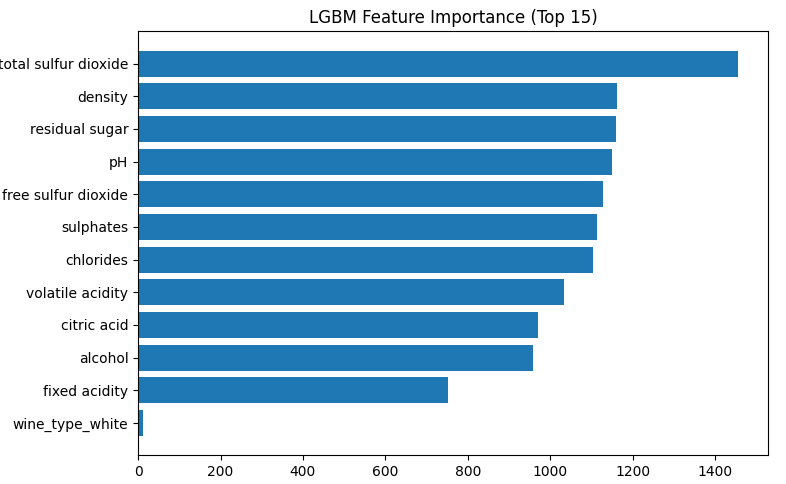 LGBM Feature Importance (Top 15)
total sulfur dioxide
density
residual sugar
pH
free sulfur dioxide
sulphates
chlorides
volatile acidity
citric acid
alcohol
fixed acidity
wine_type_white
0 200 400 600 800 1000 1200 1400